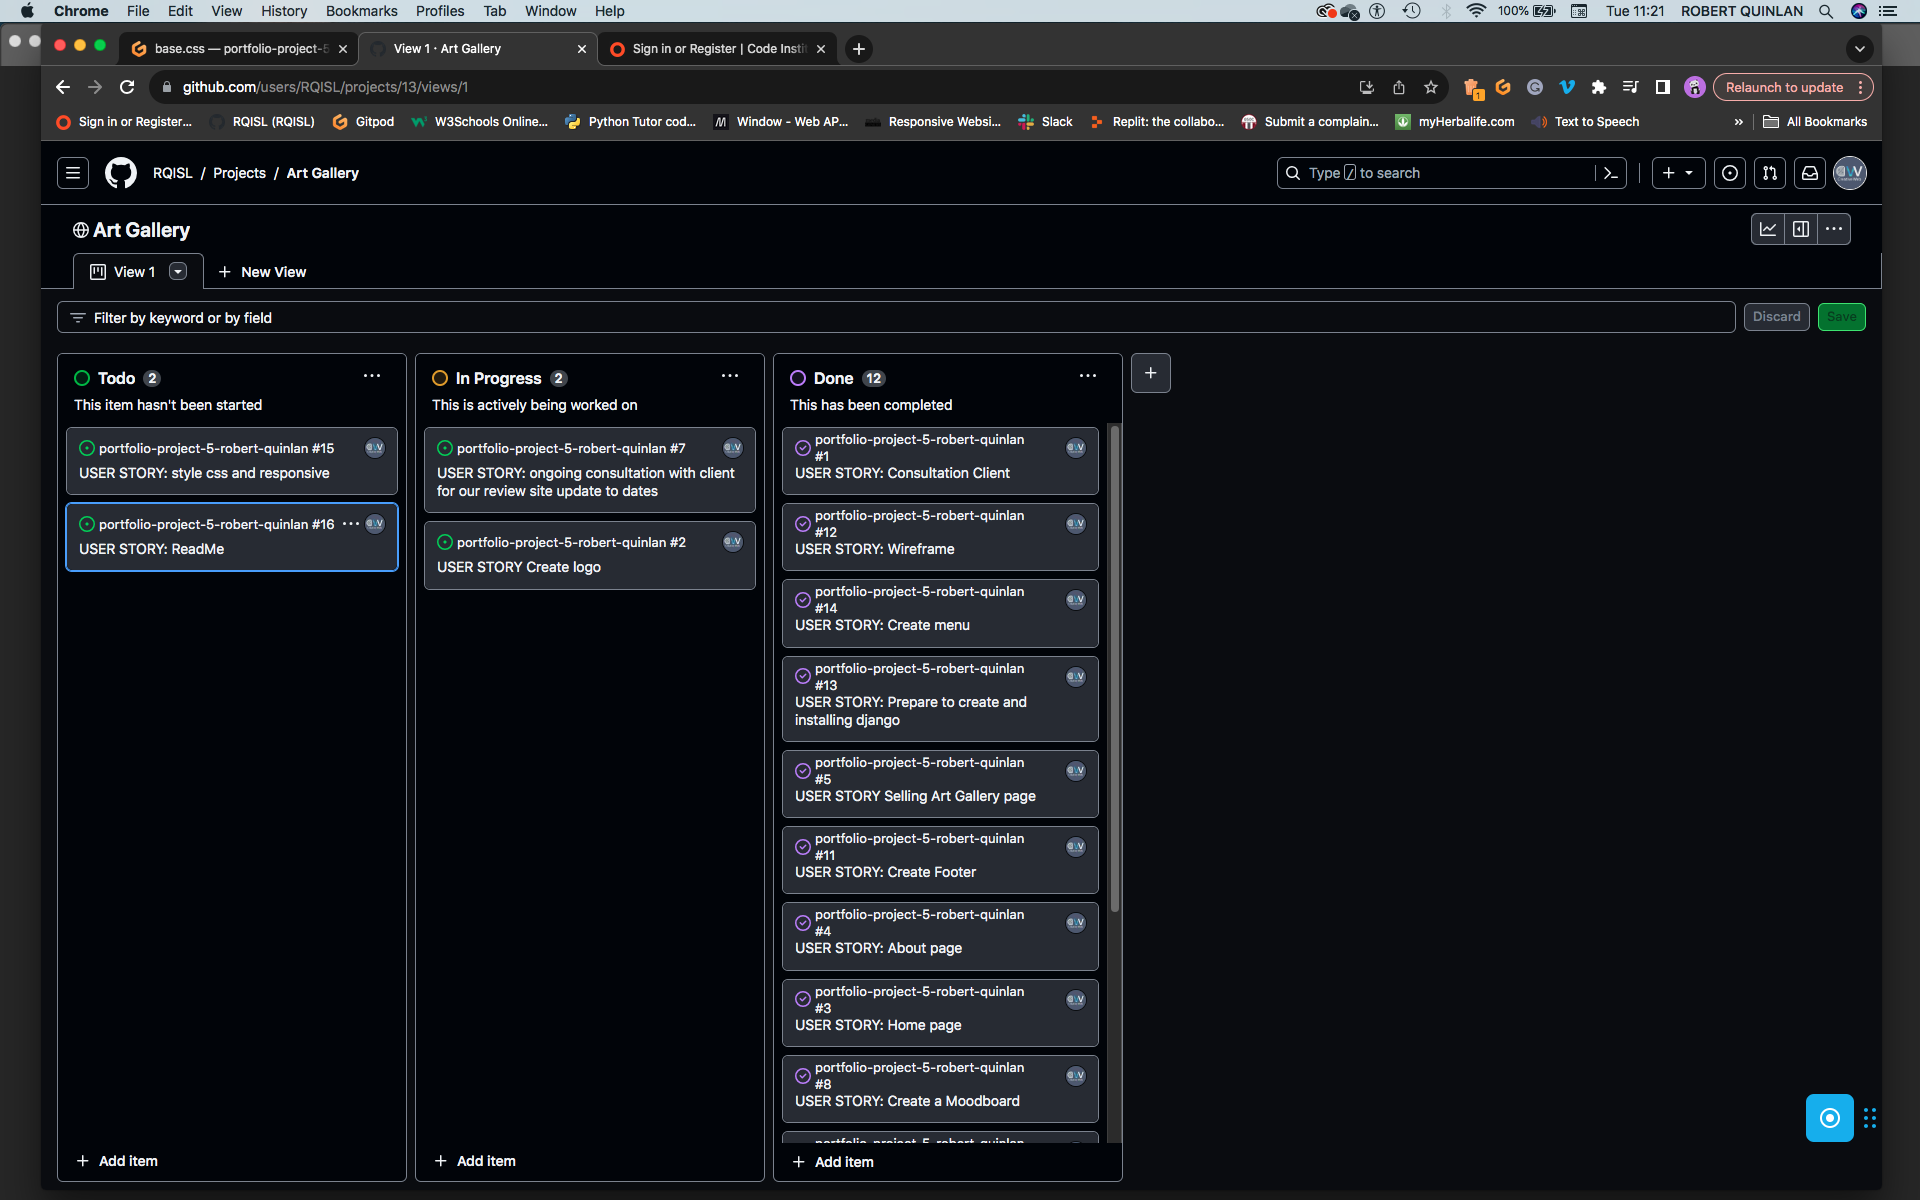 Chrome File Edit View History Bookmarks Profiles Tab Window Help 100% Tue 11:21 ROBERT QUINLAN
base.css — portfolio-project-5 View 1 · Art Gallery Sign in or Register | Code Insti
github.com/users/RQISL/projects/13/views/1 1 Relaunch to update
Sign in or Register... RQISL (RQISL) Gitpod W3Schools Online... Python Tutor cod... Window - Web AP... Responsive Websi... Slack Replit: the collabo... Submit a complain... myHerbalife.com Text to Speech » All Bookmarks
RQISL / Projects / Art Gallery Type / to search
Art Gallery
View 1 New View
Filter by keyword or by field Discard Save
Todo 2
This item hasn't been started
portfolio-project-5-robert-quinlan #15
USER STORY: style css and responsive
portfolio-project-5-robert-quinlan #16
USER STORY: ReadMe
Add item
In Progress 2
This is actively being worked on
portfolio-project-5-robert-quinlan #7
USER STORY: ongoing consultation with client
for our review site update to dates
portfolio-project-5-robert-quinlan #2
USER STORY Create logo
Add item
Done 12
This has been completed
portfolio-project-5-robert-quinlan
#1
USER STORY: Consultation Client
portfolio-project-5-robert-quinlan
#12
USER STORY: Wireframe
portfolio-project-5-robert-quinlan
#14
USER STORY: Create menu
portfolio-project-5-robert-quinlan
#13
USER STORY: Prepare to create and
installing django
portfolio-project-5-robert-quinlan
#5
USER STORY Selling Art Gallery page
portfolio-project-5-robert-quinlan
#11
USER STORY: Create Footer
portfolio-project-5-robert-quinlan
#4
USER STORY: About page
portfolio-project-5-robert-quinlan
#3
USER STORY: Home page
portfolio-project-5-robert-quinlan
#8
USER STORY: Create a Moodboard
portfolio-project-5-robert-quinlan
Add item